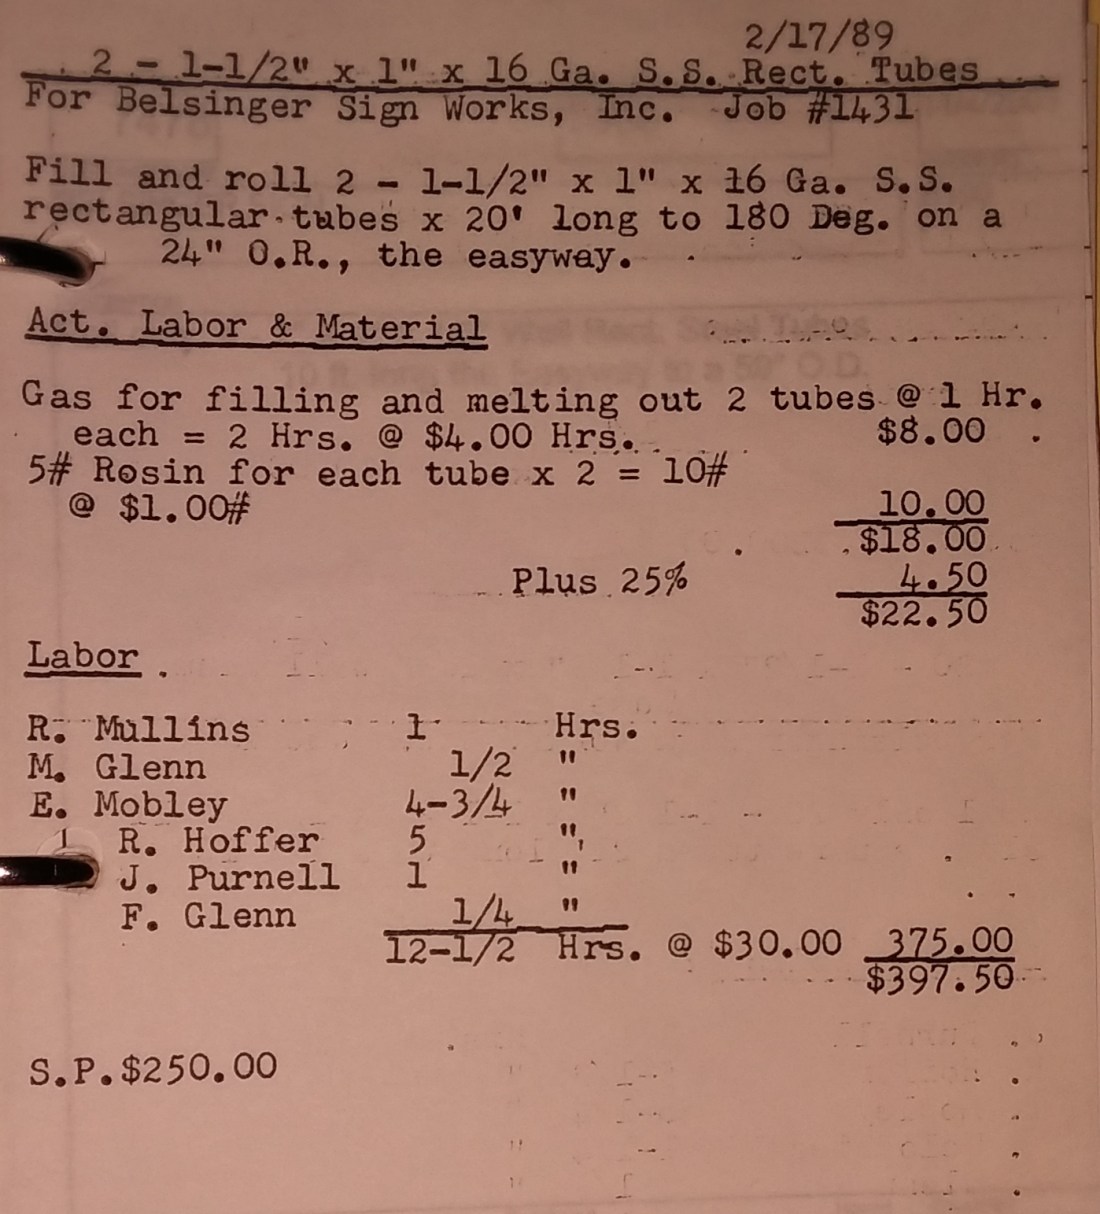 2/17/89
2 - 1-1/2" x 1" x 16 Ga. S.S. Rect. Tubes
For Belsinger Sign Works, Inc. Job #1431
Fill and roll 2 - 1-1/2" x 1" x 16 Ga. S.S.
rectangular tubes x 20' long to 180 Deg. on a
24" O.R., the easyway.
Act. Labor & Material
Gas for filling and melting out 2 tubes @ 1 Hr.
each = 2 Hrs. @ $4.00 Hrs. $8.00
5# Rosin for each tube x 2 = 10#
@ $1.00# 10.00
$18.00
Plus 25% 4.50
$22.50
Labor
R. Mullins 1 Hrs.
M. Glenn 1/2 "
E. Mobley 4-3/4 "
R. Hoffer 5 "
J. Purnell 1 "
F. Glenn 1/4 "
12-1/2 Hrs. @ $30.00 375.00
$397.50
S.P.$250.00